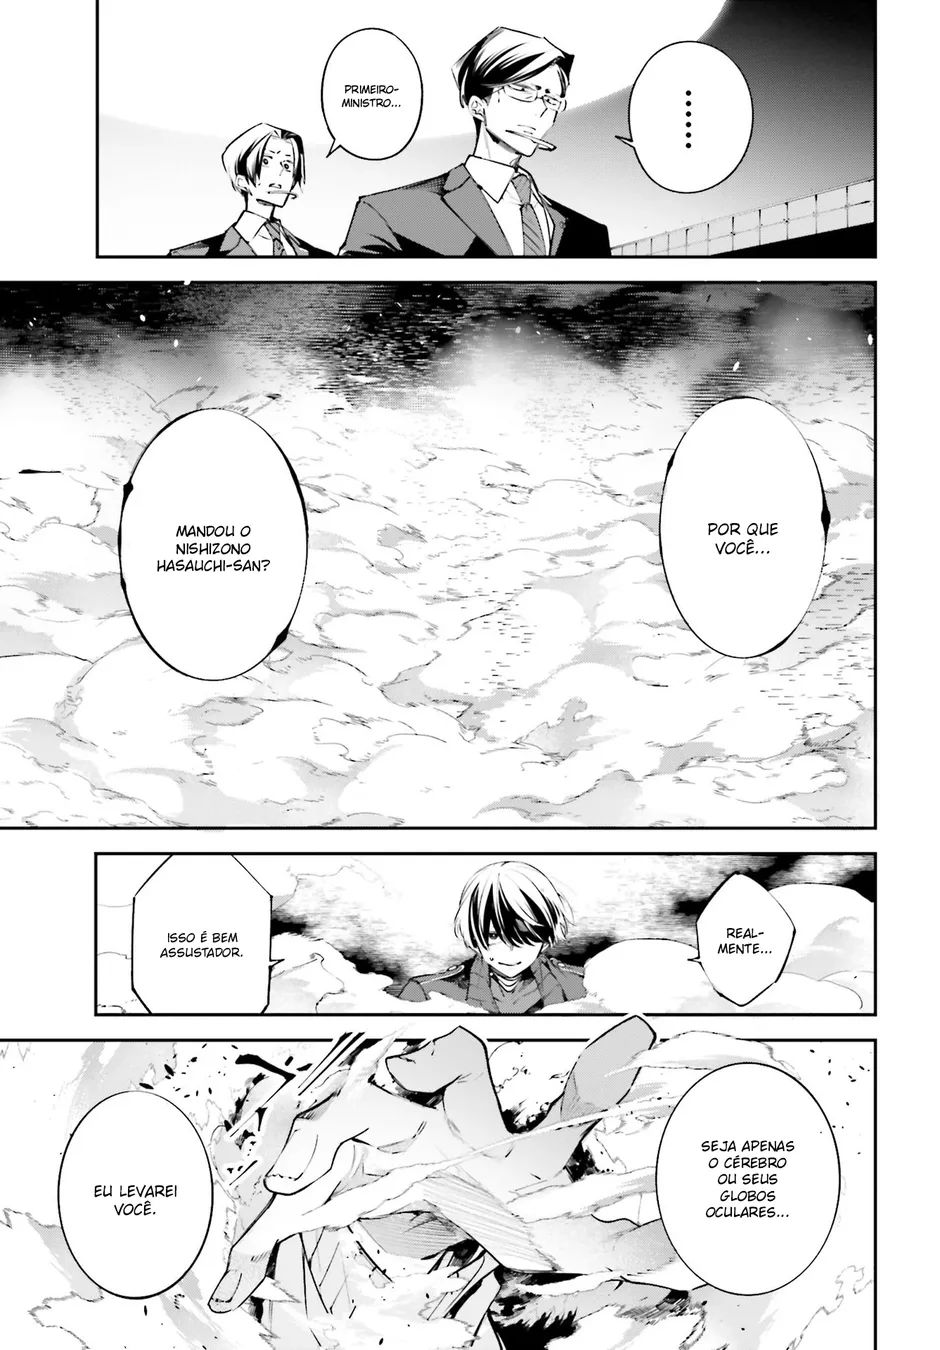 ......
PRIMEIRO-
MINISTRO...
POR QUE
VOCÊ...
MANDOU O
NISHIZONO
HASAUCHI-SAN?
REAL-
MENTE...
ISSO É BEM
ASSUSTADOR.
SEJA APENAS
O CÉREBRO
OU SEUS
GLOBOS
OCULARES...
EU LEVAREI
VOCÊ.